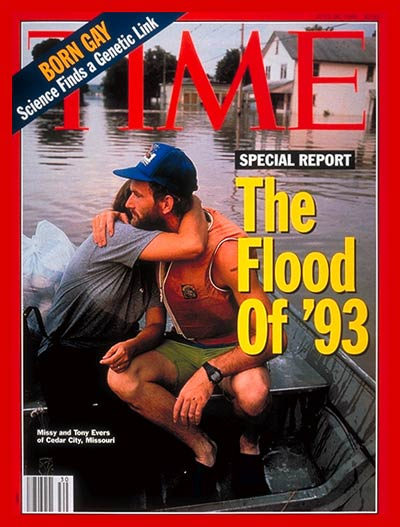 BORN GAY
Science Finds a Genetic Link
TIME
SPECIAL REPORT
The
Flood
Of ’93
Missy and Tony Evers
of Cedar City, Missouri
30